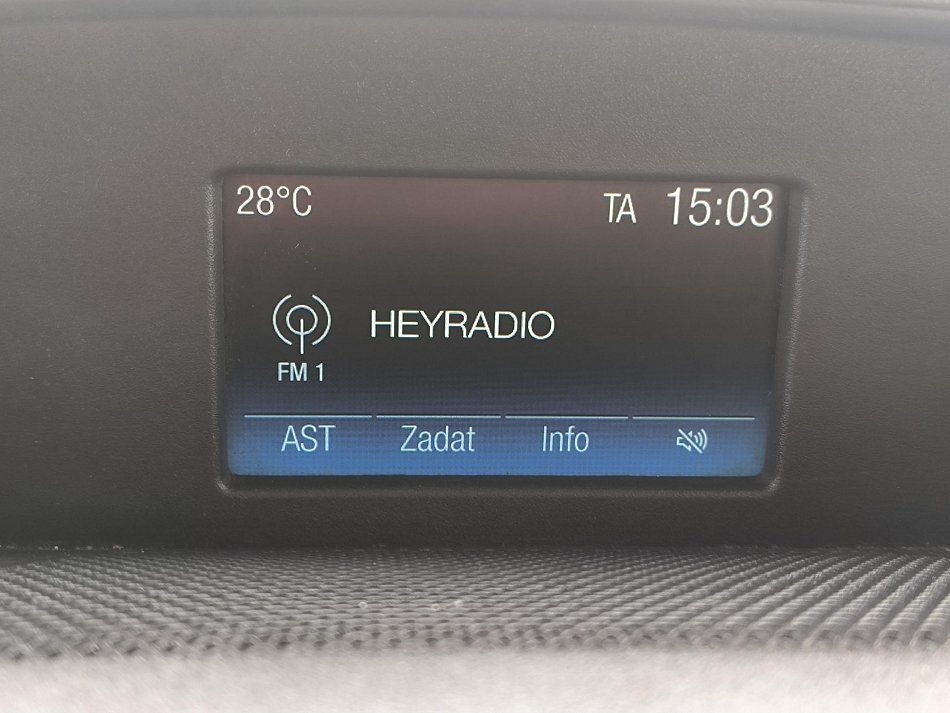 28°C TA 15:03
HEYRADIO
FM 1
AST Zadat Info